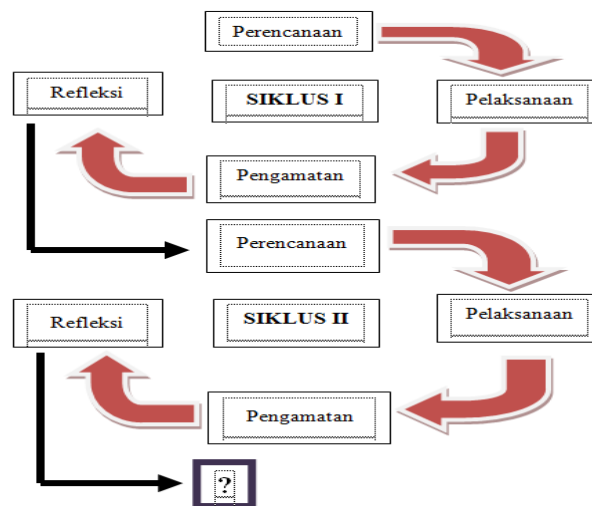 Perencanaan
Refleksi
SIKLUS I
Pelaksanaan
Pengamatan
Perencanaan
Refleksi
SIKLUS II
Pelaksanaan
Pengamatan
?